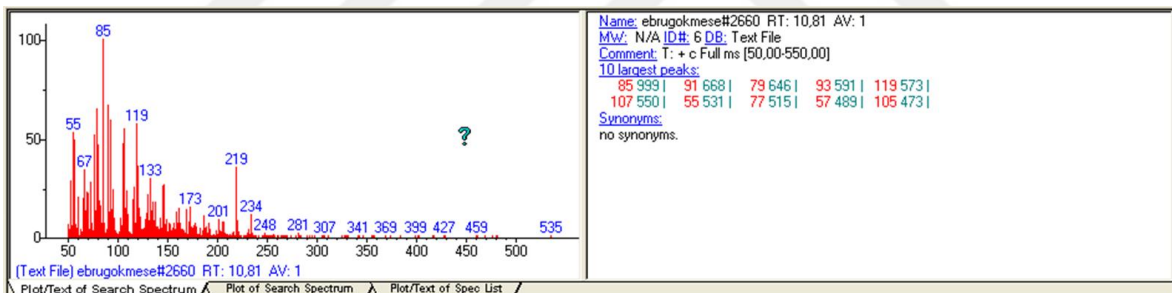 100-
85
119
55
50-
67
133
219
173
201
234
248
281
307
341
369
399
427
459
535
?
0
50 100 150 200 250 300 350 400 450 500
(Text File) ebrugokmese#2660 RT: 10,81 AV: 1
Plot/Text of Search Spectrum Plot of Search Spectrum Plot/Text of Spec List
Name: ebrugokmese#2660 RT: 10,81 AV: 1
MW: N/A ID#: 6 DB: Text File
Comment: T: + c Full ms [50,00-550,00]
10 largest peaks:
85 999 | 91 668 | 79 646 | 93 591 | 119 573 |
107 550 | 55 531 | 77 515 | 57 489 | 105 473 |
Synonyms:
no synonyms.